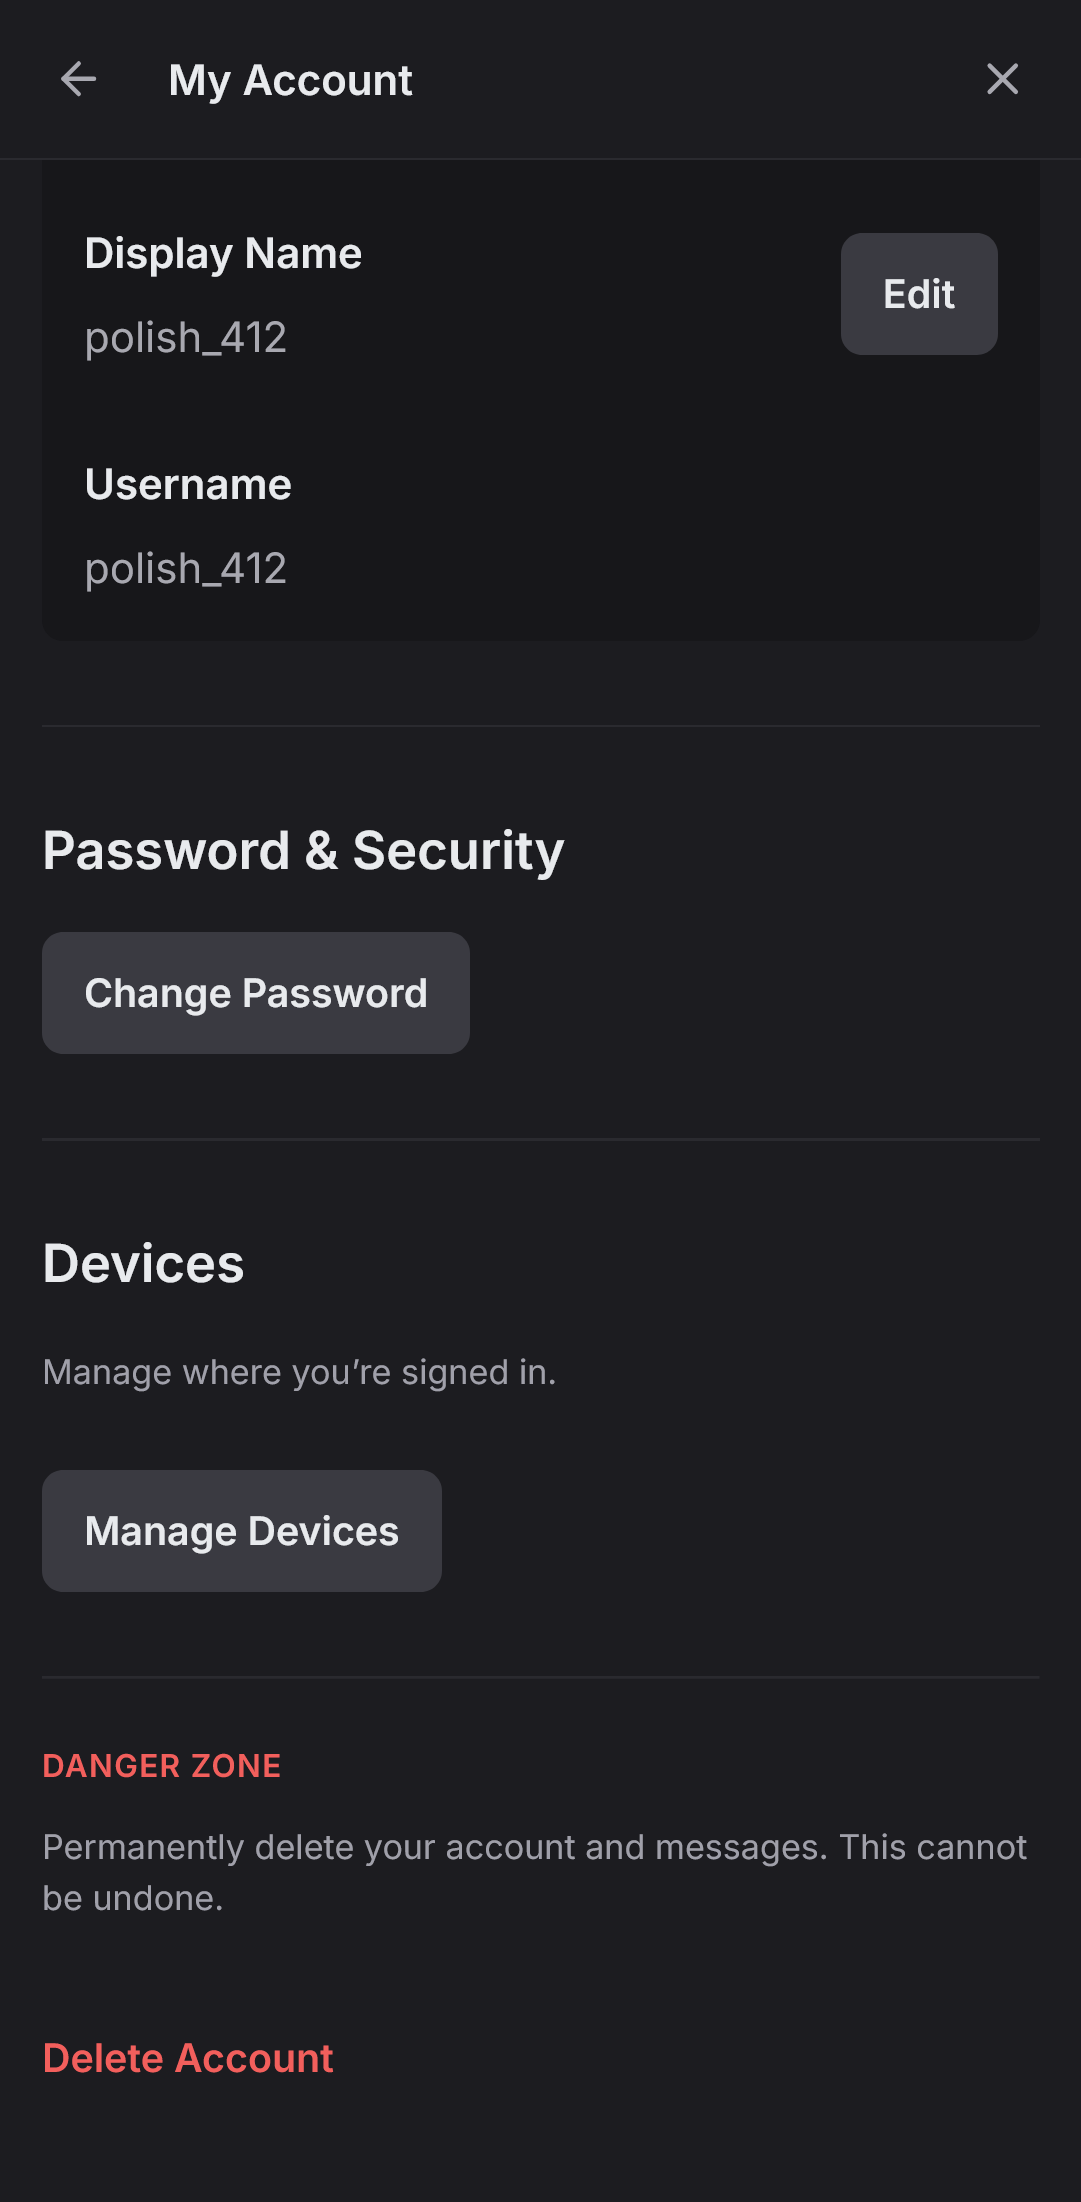 My Account
Display Name
Edit
polish_412
Username
polish_412
Password & Security
Change Password
Devices
Manage where you’re signed in.
Manage Devices
DANGER ZONE
Permanently delete your account and messages. This cannot
be undone.
Delete Account